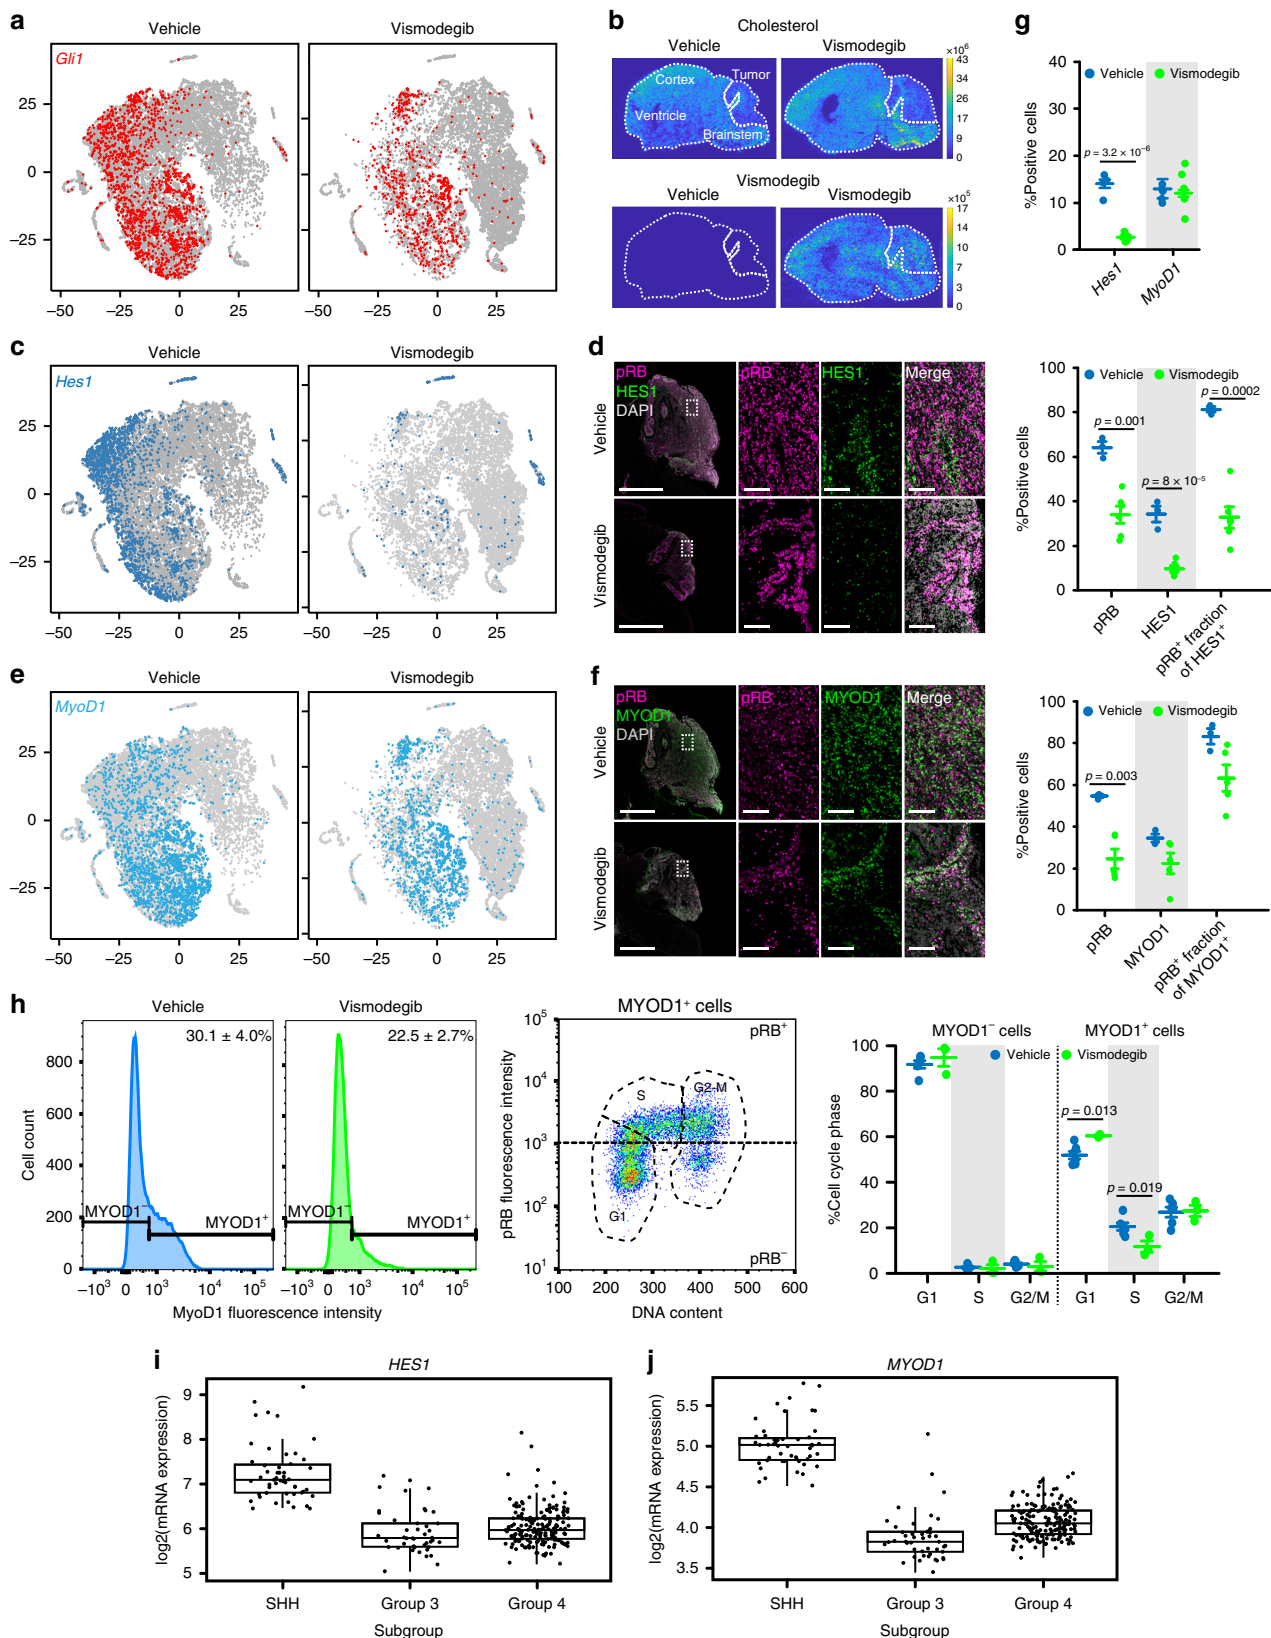 a
Vehicle
Vismodegib
Gli1
25
0
−25
−50
−25
0
25
−50
−25
0
25
b
Cholesterol
Vehicle
Vismodegib
Cortex
Tumor
Ventricle
Brainstem
×10⁶
43
34
26
17
9
0
Vismodegib
Vehicle
Vismodegib
×10⁵
17
14
10
7
3
0
g
%Positive cells
40
30
20
10
0
Vehicle
Vismodegib
p = 3.2 × 10⁻⁶
Hes1
MyoD1
c
Vehicle
Vismodegib
Hes1
25
0
−25
−50
−25
0
25
−50
−25
0
25
d
Vehicle
Vismodegib
pRB
HES1
DAPI
pRB
HES1
Merge
%Positive cells
100
80
60
40
20
0
Vehicle
Vismodegib
p = 0.001
p = 8 × 10⁻⁵
p = 0.0002
pRB
HES1
pRB⁺ fraction
of HES1⁺
e
Vehicle
Vismodegib
MyoD1
25
0
−25
−50
−25
0
25
−50
−25
0
25
f
Vehicle
Vismodegib
pRB
MYOD1
DAPI
pRB
MYOD1
Merge
%Positive cells
100
80
60
40
20
0
Vehicle
Vismodegib
p = 0.003
pRB
MYOD1
pRB⁺ fraction
of MYOD1⁺
h
Vehicle
Vismodegib
Cell count
800
600
400
200
0
30.1 ± 4.0%
22.5 ± 2.7%
MYOD1⁻
MYOD1⁺
MYOD1⁻
MYOD1⁺
−10³
0
10³
10⁴
10⁵
−10³
0
10³
10⁴
10⁵
MyoD1 fluorescence intensity
MYOD1⁺ cells
pRB fluorescence intensity
10⁵
10⁴
10³
10²
10¹
pRB⁺
S
G2-M
G1
pRB⁻
100
200
300
400
500
600
DNA content
MYOD1⁻ cells
MYOD1⁺ cells
Vehicle
Vismodegib
%Cell cycle phase
100
80
60
40
20
0
p = 0.013
p = 0.019
G1
S
G2/M
G1
S
G2/M
i
HES1
log2(mRNA expression)
9
8
7
6
5
SHH
Group 3
Group 4
Subgroup
j
MYOD1
log2(mRNA expression)
5.5
5.0
4.5
4.0
3.5
SHH
Group 3
Group 4
Subgroup